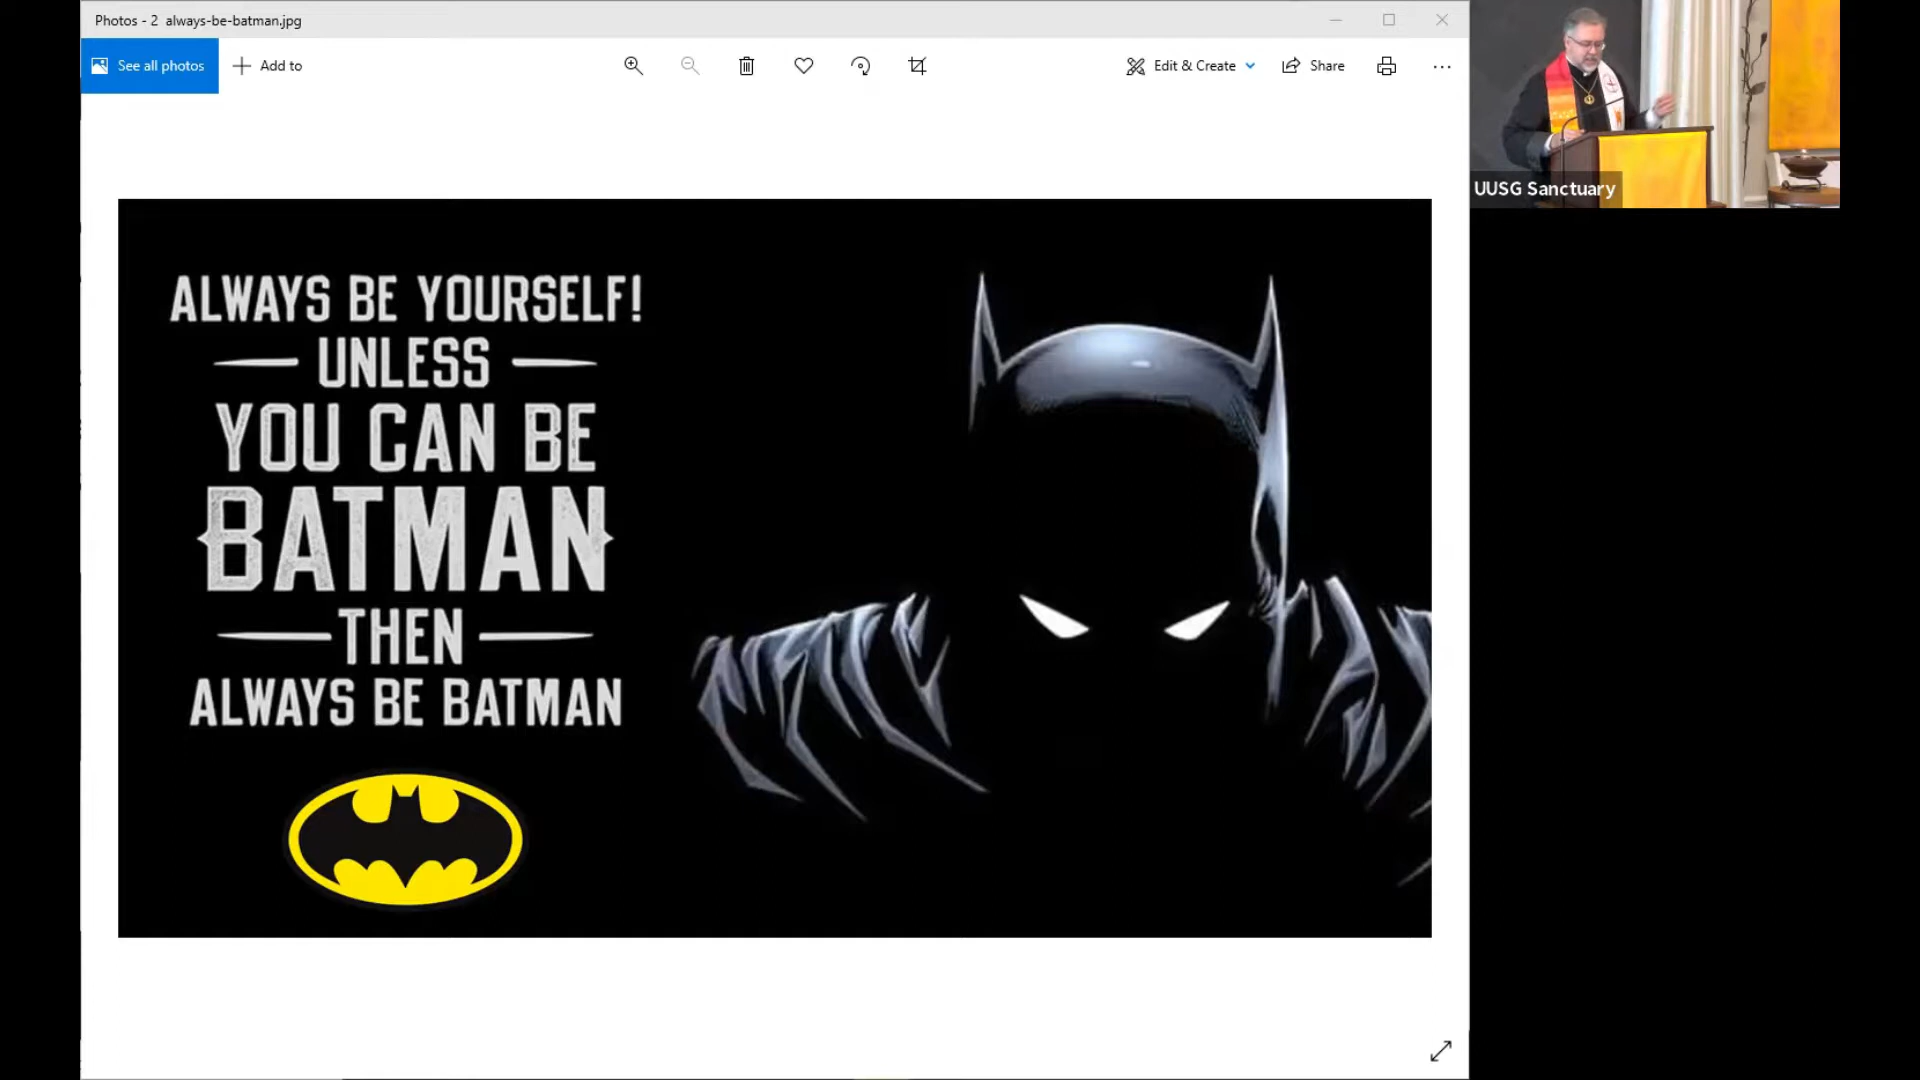 Photos - 2  always-be-batman.jpg
See all photos
Add to
Edit & Create
Share
UUSG Sanctuary
ALWAYS BE YOURSELF!
UNLESS
YOU CAN BE
BATMAN
THEN
ALWAYS BE BATMAN